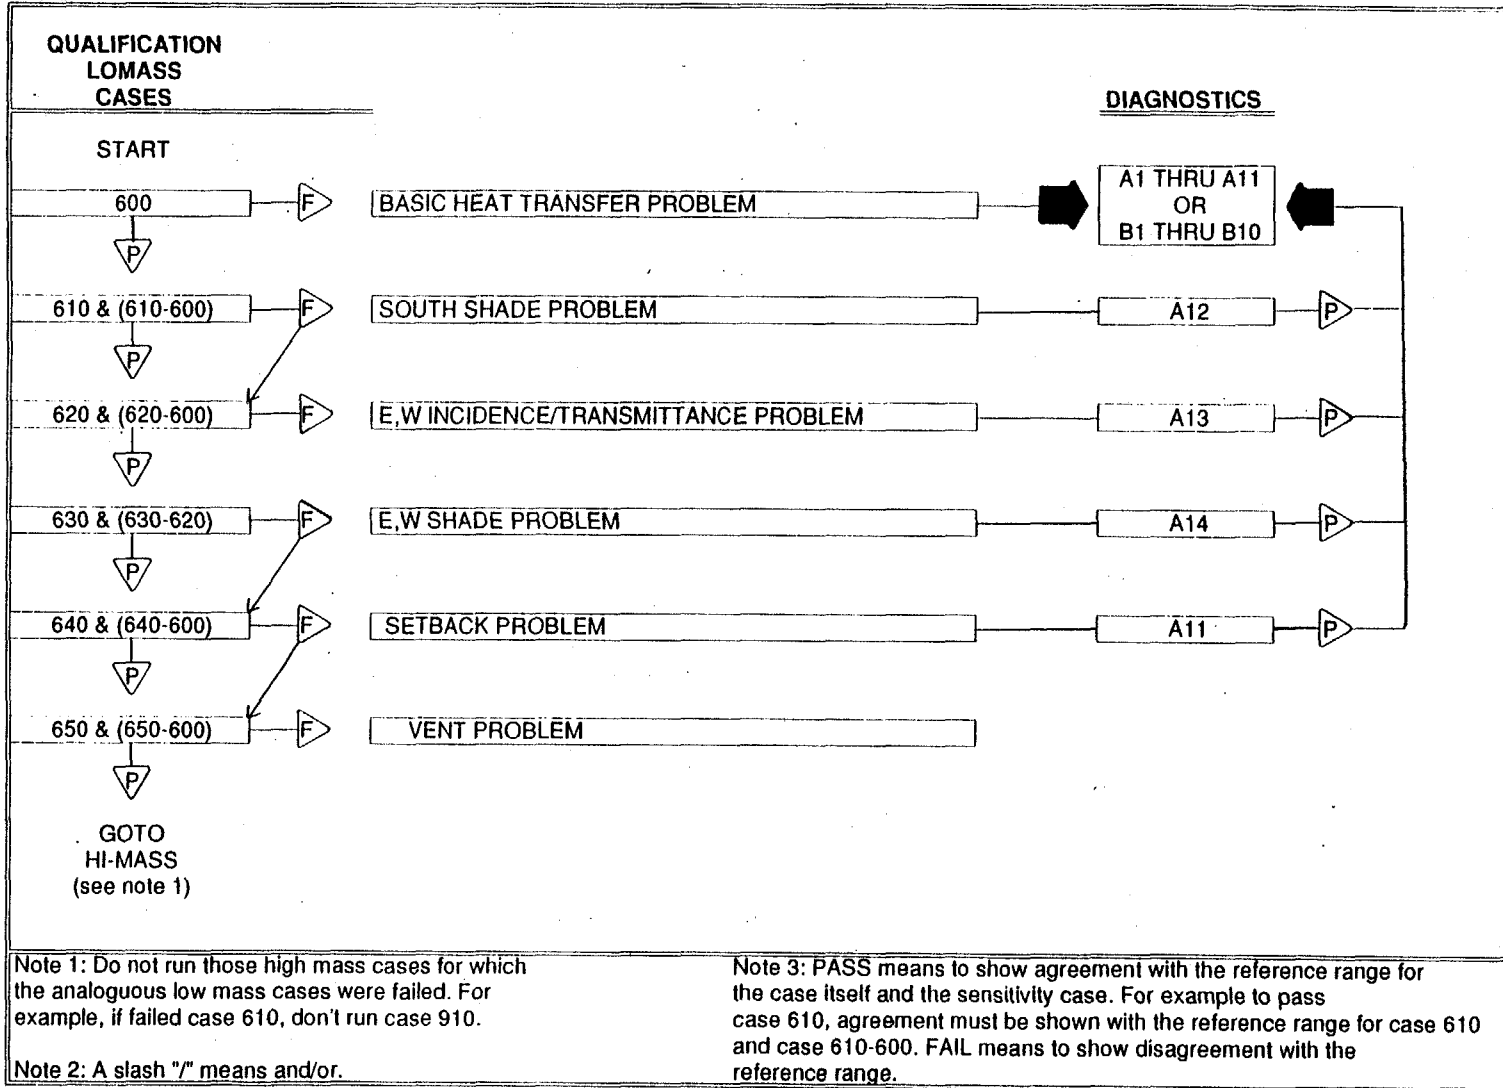 QUALIFICATION
LOMASS
CASES
DIAGNOSTICS
START
600
F
BASIC HEAT TRANSFER PROBLEM
A1 THRU A11
OR
B1 THRU B10
P
610 & (610-600)
F
SOUTH SHADE PROBLEM
A12
P
P
620 & (620-600)
F
E,W INCIDENCE/TRANSMITTANCE PROBLEM
A13
P
P
630 & (630-620)
F
E,W SHADE PROBLEM
A14
P
P
640 & (640-600)
F
SETBACK PROBLEM
A11
P
P
650 & (650-600)
F
VENT PROBLEM
P
GOTO
HI-MASS
(see note 1)
Note 1: Do not run those high mass cases for which
the analoguous low mass cases were failed. For
example, if failed case 610, don't run case 910.
Note 2: A slash "/" means and/or.
Note 3: PASS means to show agreement with the reference range for
the case itself and the sensitivity case. For example to pass
case 610, agreement must be shown with the reference range for case 610
and case 610-600. FAIL means to show disagreement with the
reference range.